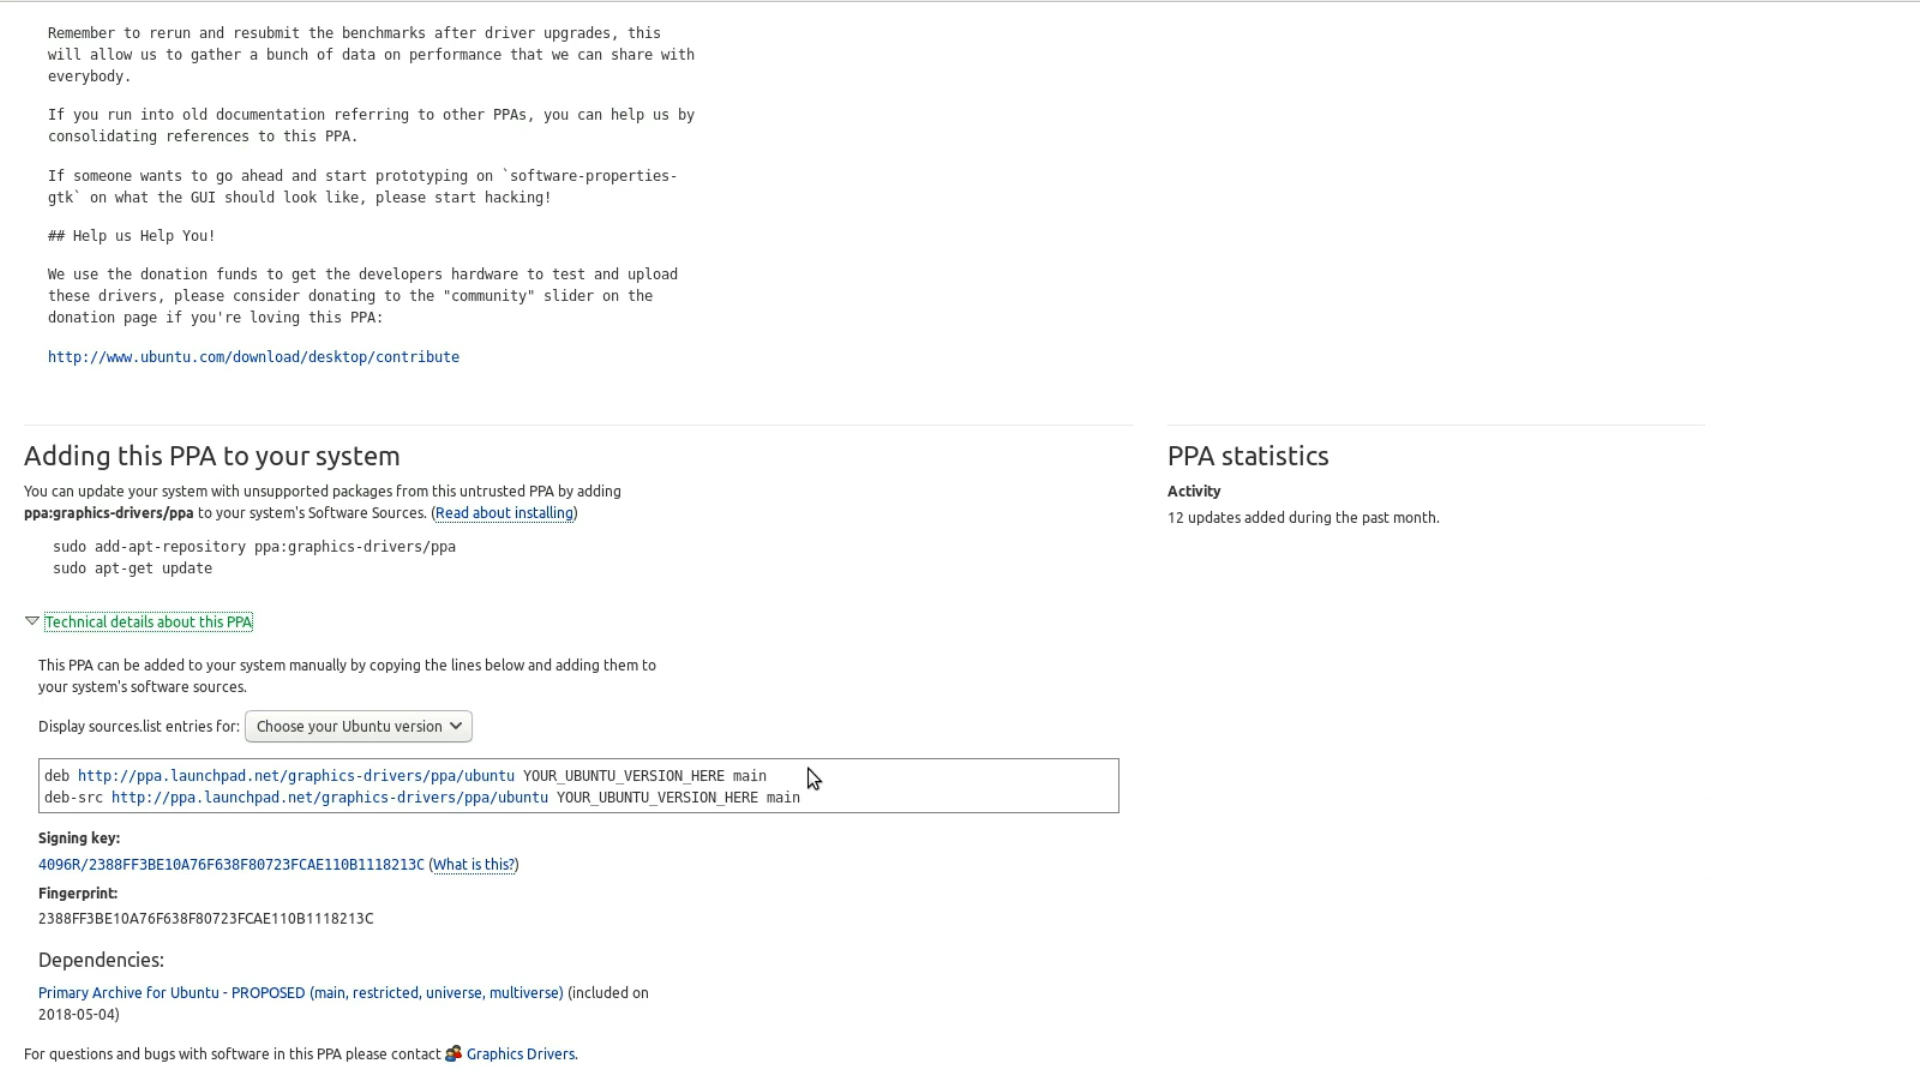 Remember to rerun and resubmit the benchmarks after driver upgrades, this
will allow us to gather a bunch of data on performance that we can share with
everybody.
If you run into old documentation referring to other PPAs, you can help us by
consolidating references to this PPA.
If someone wants to go ahead and start prototyping on `software-properties-
gtk` on what the GUI should look like, please start hacking!
## Help us Help You!
We use the donation funds to get the developers hardware to test and upload
these drivers, please consider donating to the "community" slider on the
donation page if you're loving this PPA:
http://www.ubuntu.com/download/desktop/contribute
Adding this PPA to your system
You can update your system with unsupported packages from this untrusted PPA by adding
ppa:graphics-drivers/ppa to your system's Software Sources. (Read about installing)
sudo add-apt-repository ppa:graphics-drivers/ppa
sudo apt-get update
Technical details about this PPA
This PPA can be added to your system manually by copying the lines below and adding them to
your system's software sources.
Display sources.list entries for: Choose your Ubuntu version
deb http://ppa.launchpad.net/graphics-drivers/ppa/ubuntu YOUR_UBUNTU_VERSION_HERE main
deb-src http://ppa.launchpad.net/graphics-drivers/ppa/ubuntu YOUR_UBUNTU_VERSION_HERE main
Signing key:
4096R/2388FF3BE10A76F638F80723FCAE110B1118213C (What is this?)
Fingerprint:
2388FF3BE10A76F638F80723FCAE110B1118213C
Dependencies:
Primary Archive for Ubuntu - PROPOSED (main, restricted, universe, multiverse) (included on
2018-05-04)
For questions and bugs with software in this PPA please contact Graphics Drivers.
PPA statistics
Activity
12 updates added during the past month.